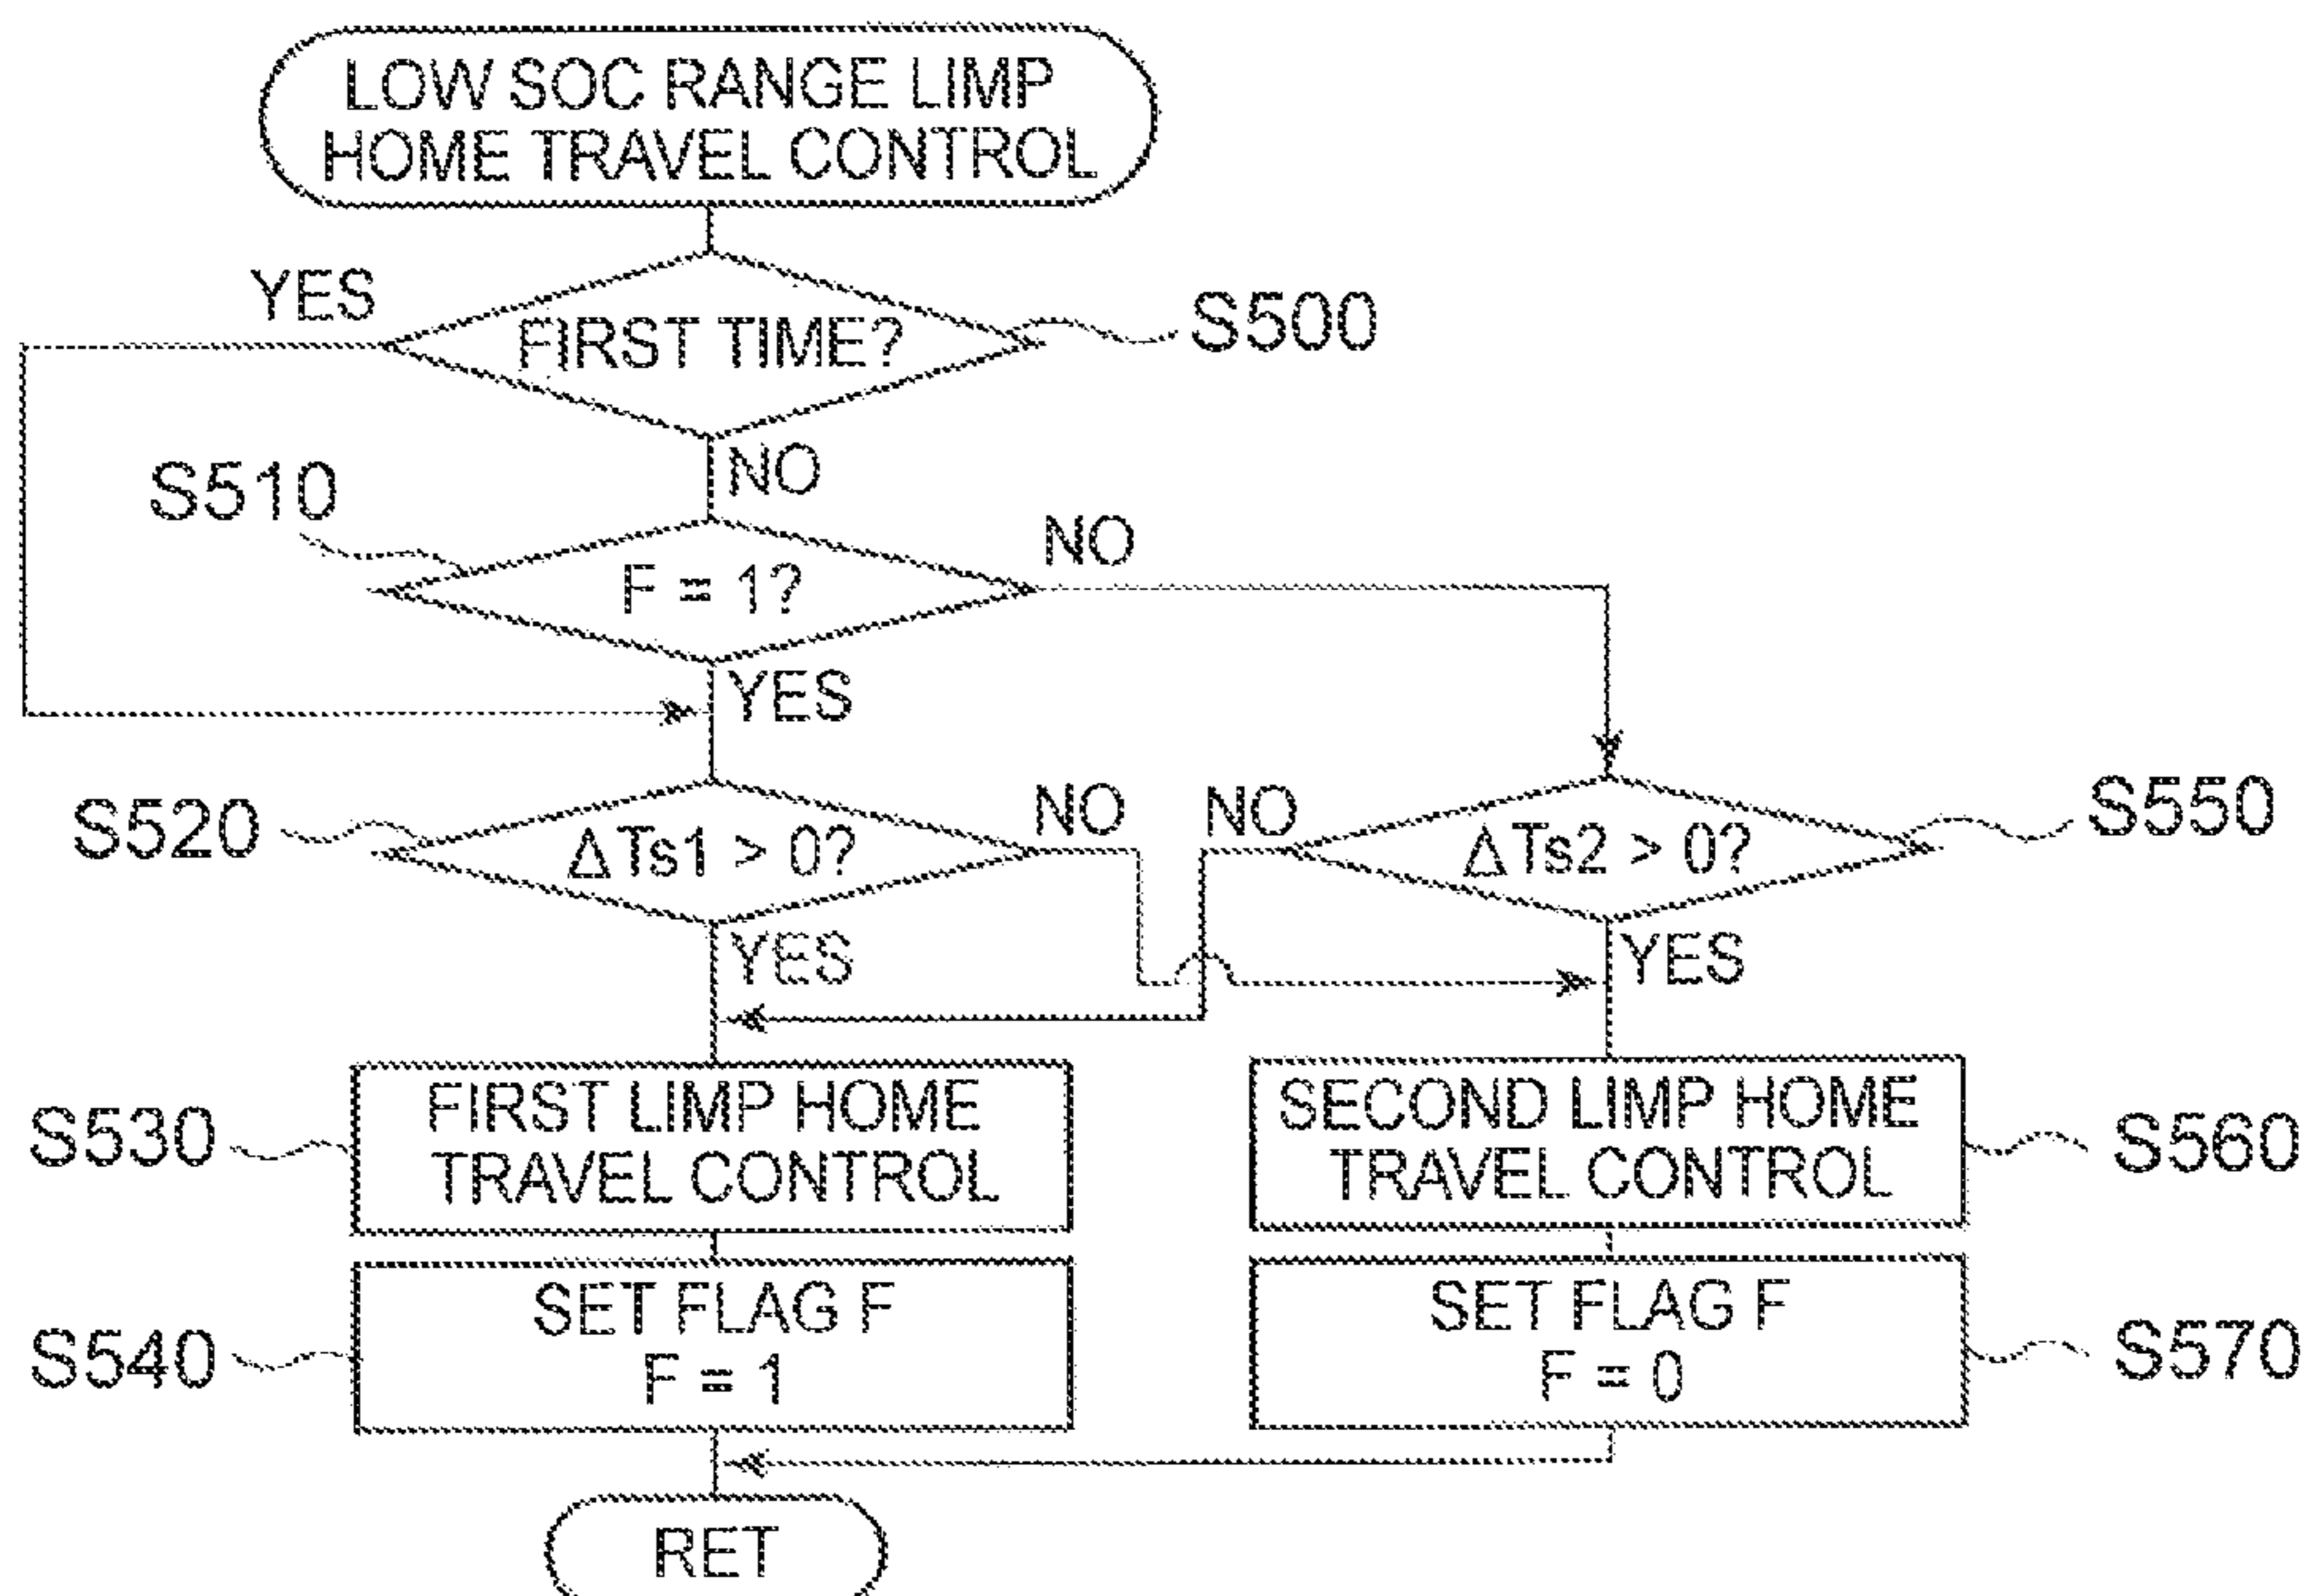 LOW SOC RANGE LIMP
HOME TRAVEL CONTROL
YES
FIRST TIME?
S500
NO
S510
F = 1?
NO
YES
S520
ΔTs1 > 0?
NO
NO
ΔTs2 > 0?
S550
YES
YES
S530
FIRST LIMP HOME
TRAVEL CONTROL
SECOND LIMP HOME
TRAVEL CONTROL
S560
S540
SET FLAG F
F = 1
SET FLAG F
F = 0
S570
RET